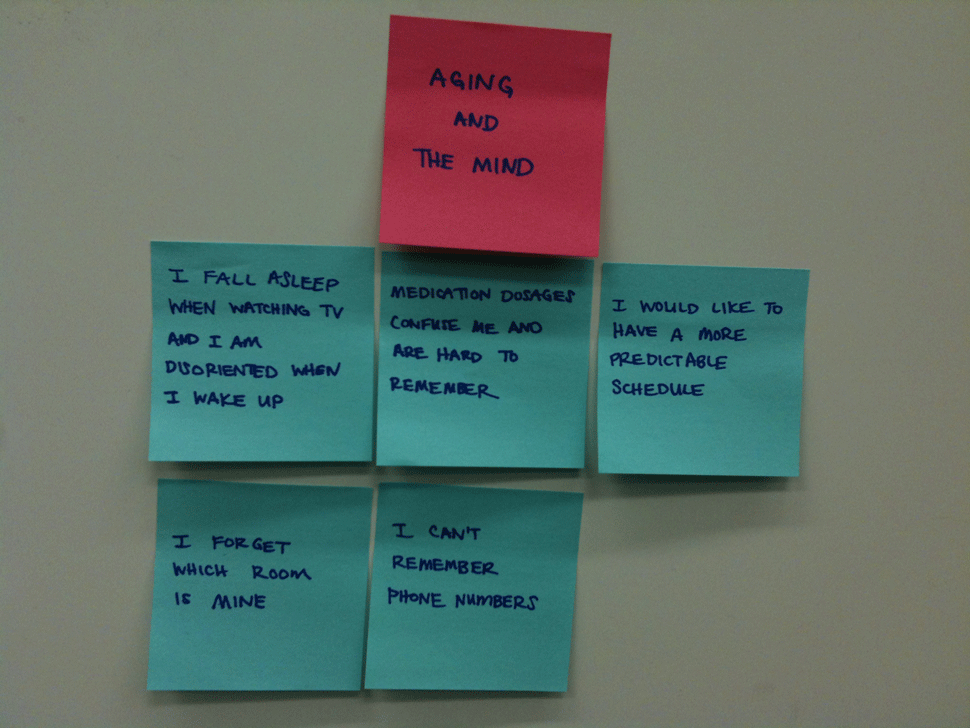 AGING
AND
THE MIND
I FALL ASLEEP
WHEN WATCHING TV
AND I AM
DISORIENTED WHEN
I WAKE UP
MEDICATION DOSAGES
CONFUSE ME AND
ARE HARD TO
REMEMBER
I WOULD LIKE TO
HAVE A MORE
PREDICTABLE
SCHEDULE
I FORGET
WHICH ROOM
IS MINE
I CAN'T
REMEMBER
PHONE NUMBERS